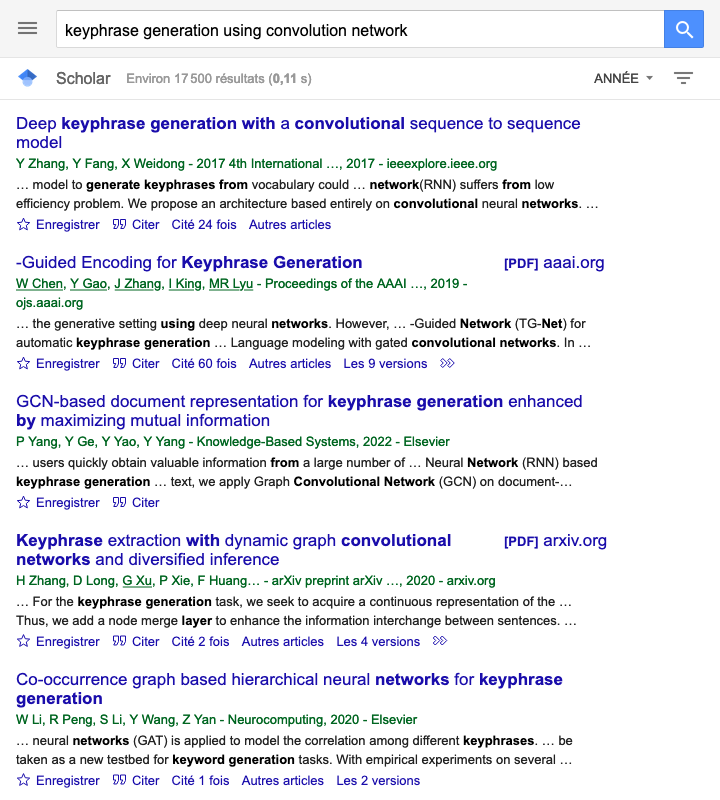 keyphrase generation using convolution network
Scholar Environ 17 500 résultats (0,11 s) ANNÉE
Deep keyphrase generation with a convolutional sequence to sequence
model
Y Zhang, Y Fang, X Weidong - 2017 4th International …, 2017 - ieeexplore.ieee.org
… model to generate keyphrases from vocabulary could … network(RNN) suffers from low
efficiency problem. We propose an architecture based entirely on convolutional neural networks. …
Enregistrer Citer Cité 24 fois Autres articles
-Guided Encoding for Keyphrase Generation [PDF] aaai.org
W Chen, Y Gao, J Zhang, I King, MR Lyu - Proceedings of the AAAI …, 2019 -
ojs.aaai.org
… the generative setting using deep neural networks. However, … -Guided Network (TG-Net) for
automatic keyphrase generation … Language modeling with gated convolutional networks. In …
Enregistrer Citer Cité 60 fois Autres articles Les 9 versions
GCN-based document representation for keyphrase generation enhanced
by maximizing mutual information
P Yang, Y Ge, Y Yao, Y Yang - Knowledge-Based Systems, 2022 - Elsevier
… users quickly obtain valuable information from a large number of … Neural Network (RNN) based
keyphrase generation … text, we apply Graph Convolutional Network (GCN) on document-…
Enregistrer Citer
Keyphrase extraction with dynamic graph convolutional [PDF] arxiv.org
networks and diversified inference
H Zhang, D Long, G Xu, P Xie, F Huang… - arXiv preprint arXiv …, 2020 - arxiv.org
… For the keyphrase generation task, we seek to acquire a continuous representation of the …
Thus, we add a node merge layer to enhance the information interchange between sentences. …
Enregistrer Citer Cité 2 fois Autres articles Les 4 versions
Co-occurrence graph based hierarchical neural networks for keyphrase
generation
W Li, R Peng, S Li, Y Wang, Z Yan - Neurocomputing, 2020 - Elsevier
… neural networks (GAT) is applied to model the correlation among different keyphrases. … be
taken as a new testbed for keyword generation tasks. With empirical experiments on several …
Enregistrer Citer Cité 1 fois Autres articles Les 2 versions